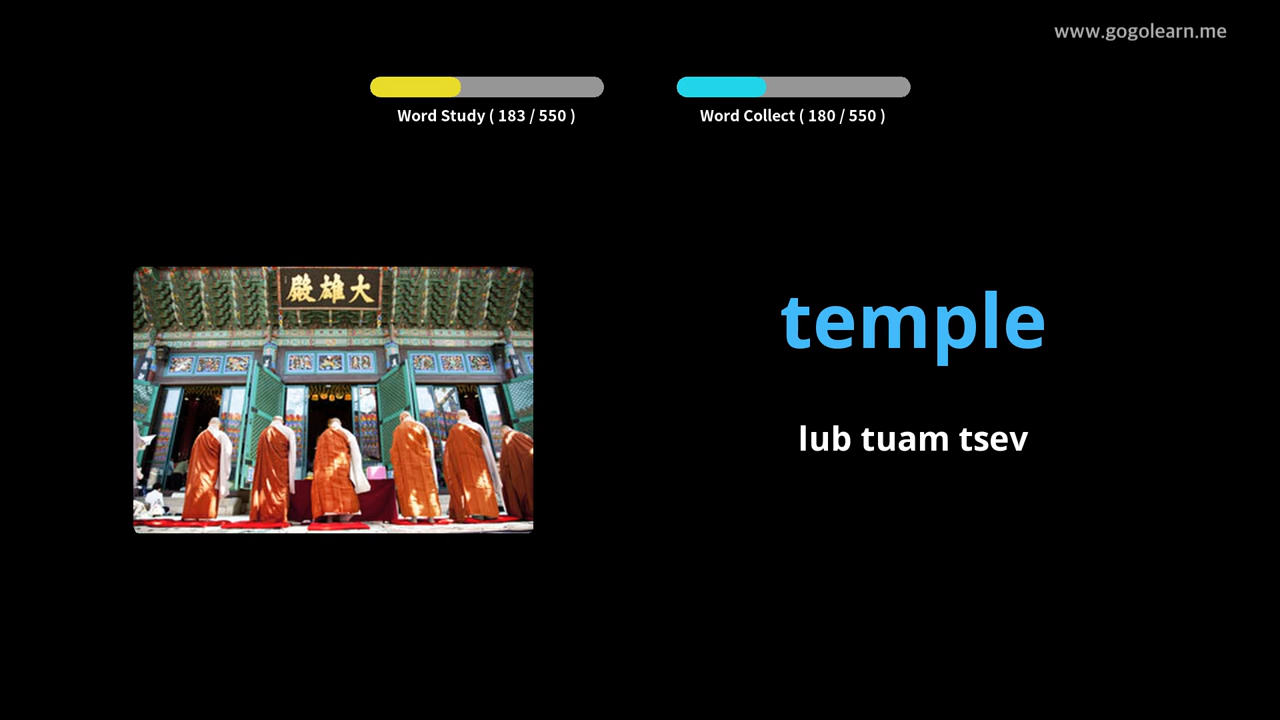 www.gogolearn.me
Word Study ( 183 / 550 )
Word Collect ( 180 / 550 )
殿雄大
temple
lub tuam tsev